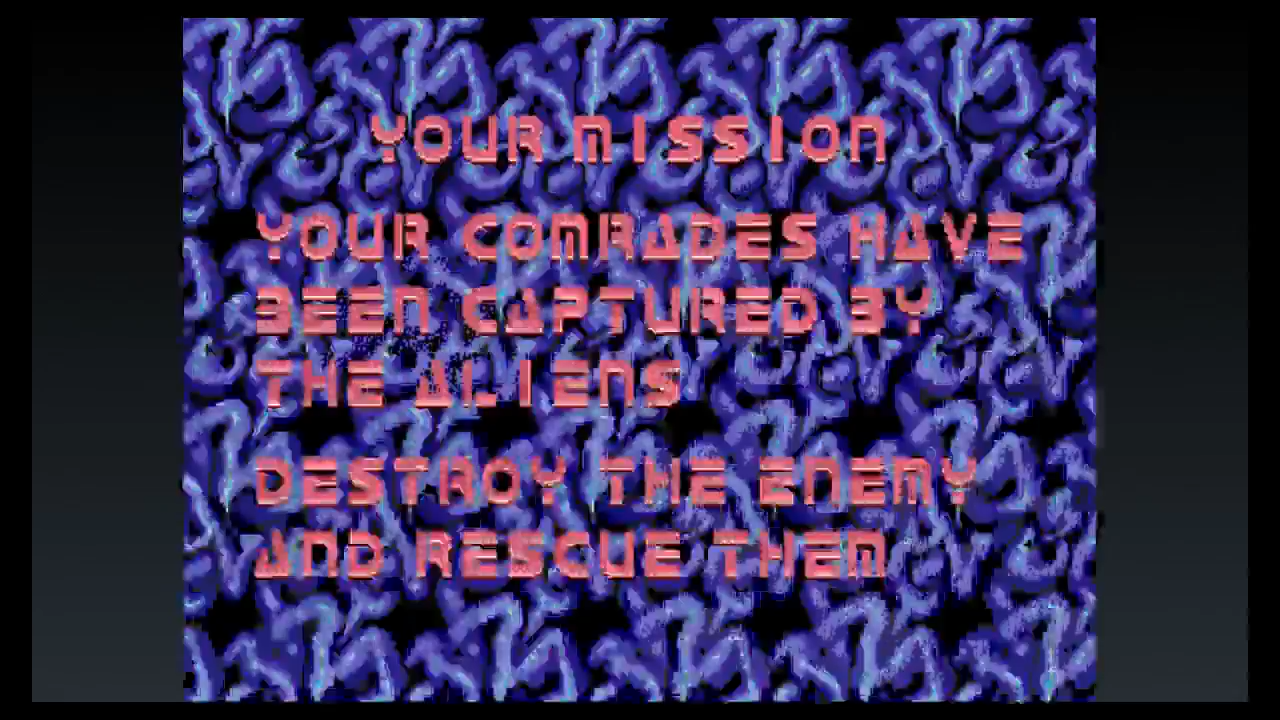 YOUR MISSION
YOUR COMRADES HAVE
BEEN CAPTURED BY
THE ALIENS
DESTROY THE ENEMY
AND RESCUE THEM